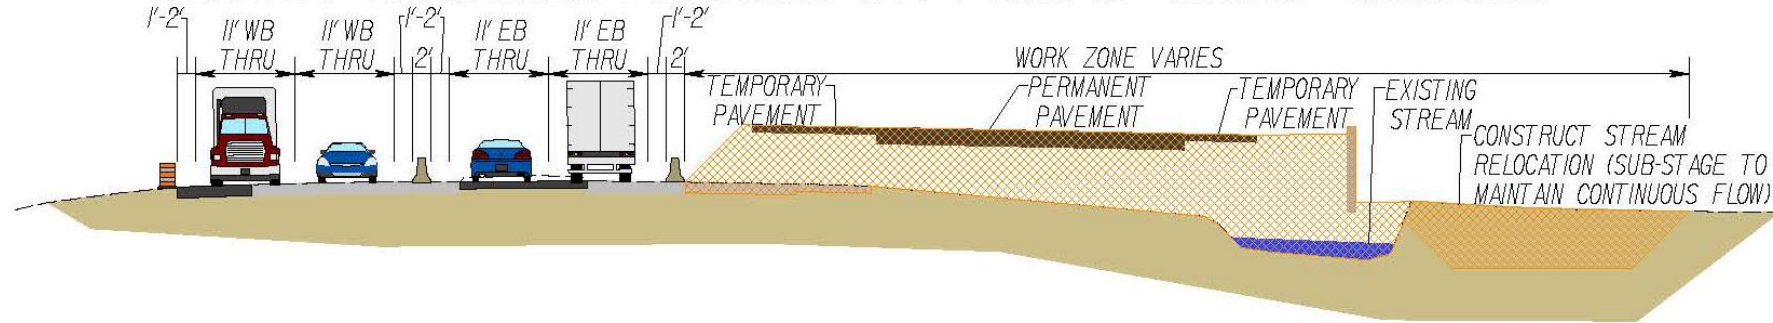 1'-2'
11' WB
THRU
11' WB
THRU
1'-2'
2'
11' EB
THRU
11' EB
THRU
1'-2'
2'
WORK ZONE VARIES
TEMPORARY
PAVEMENT
PERMANENT
PAVEMENT
TEMPORARY
PAVEMENT
EXISTING
STREAM
CONSTRUCT STREAM
RELOCATION (SUB-STAGE TO
MAINTAIN CONTINUOUS FLOW)